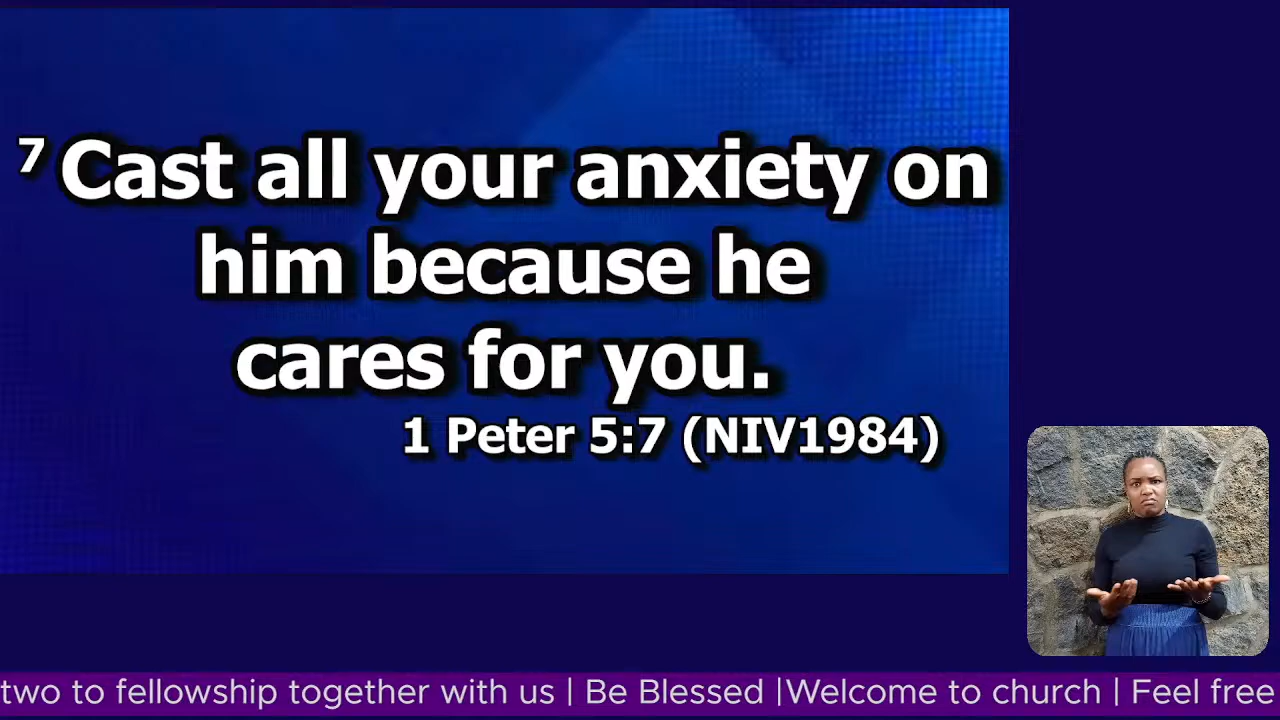 7 Cast all your anxiety on
him because he
cares for you.
1 Peter 5:7 (NIV1984)
two to fellowship together with us | Be Blessed |Welcome to church | Feel free